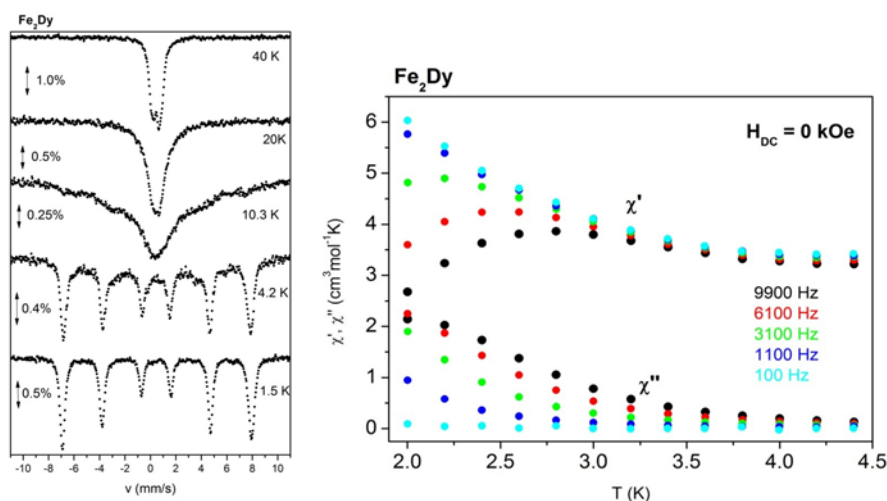 Fe₂Dy
40 K
1.0%
20K
0.5%
10.3 K
0.25%
4.2 K
0.4%
1.5 K
0.5%
-10 -8 -6 -4 -2 0 2 4 6 8 10
v (mm/s)
Fe₂Dy
H_DC = 0 kOe
χ'
9900 Hz
6100 Hz
3100 Hz
1100 Hz
100 Hz
χ"
6
5
4
3
2
1
0
χ', χ" (cm³mol⁻¹K)
2.0 2.5 3.0 3.5 4.0 4.5
T (K)